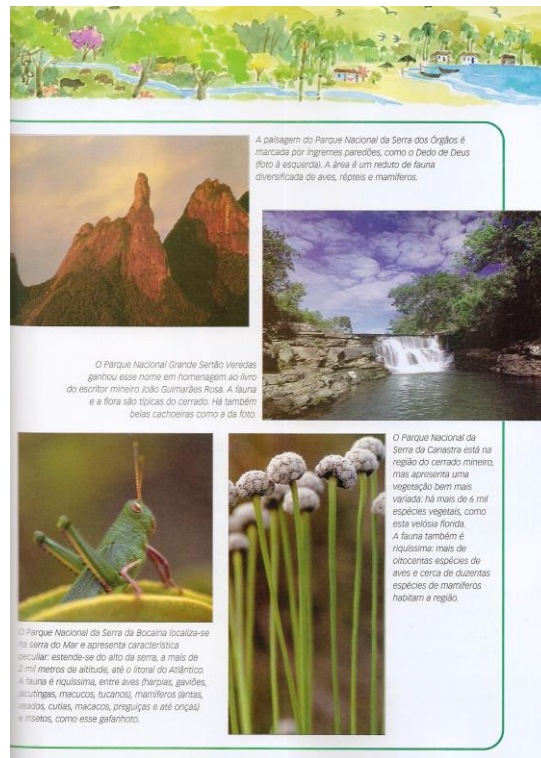 A paisagem do Parque Nacional da Serra dos Órgãos é
marcada por íngremes paredões, como o Dedo de Deus
(foto à esquerda). A área é um reduto de fauna
diversificada de aves, répteis e mamíferos.
O Parque Nacional Grande Sertão Veredas
ganhou esse nome em homenagem ao livro
do escritor mineiro João Guimarães Rosa. A fauna
e a flora são típicas do cerrado. Há também
belas cachoeiras como a da foto.
O Parque Nacional da
Serra da Canastra está na
região do cerrado mineiro,
mas apresenta uma
vegetação bem mais
variada: há mais de 6 mil
espécies vegetais, como
esta velósia florida.
A fauna também é
riquíssima: mais de
oitocentas espécies de
aves e cerca de duzentas
espécies de mamíferos
habitam a região.
O Parque Nacional da Serra da Bocaina localiza-se
na serra do Mar e apresenta característica
peculiar: estende-se do alto da serra, a mais de
2 mil metros de altitude, até o litoral do Atlântico.
A fauna é riquíssima, entre aves (harpias, gaviões,
jacutingas, macucos, tucanos), mamíferos (antas,
veados, cutias, macacos, preguiças e até onças)
e insetos, como esse gafanhoto.